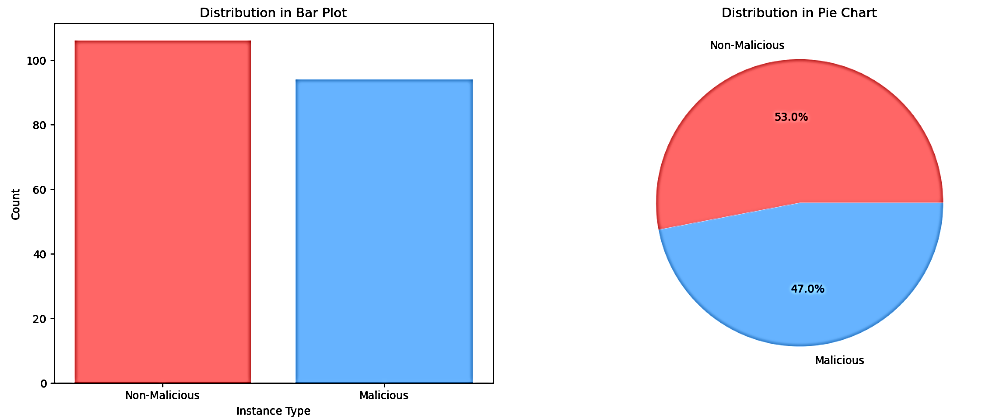 Distribution in Bar Plot
Count
100
80
60
40
20
0
Non-Malicious
Malicious
Instance Type
Distribution in Pie Chart
Non-Malicious
53.0%
47.0%
Malicious